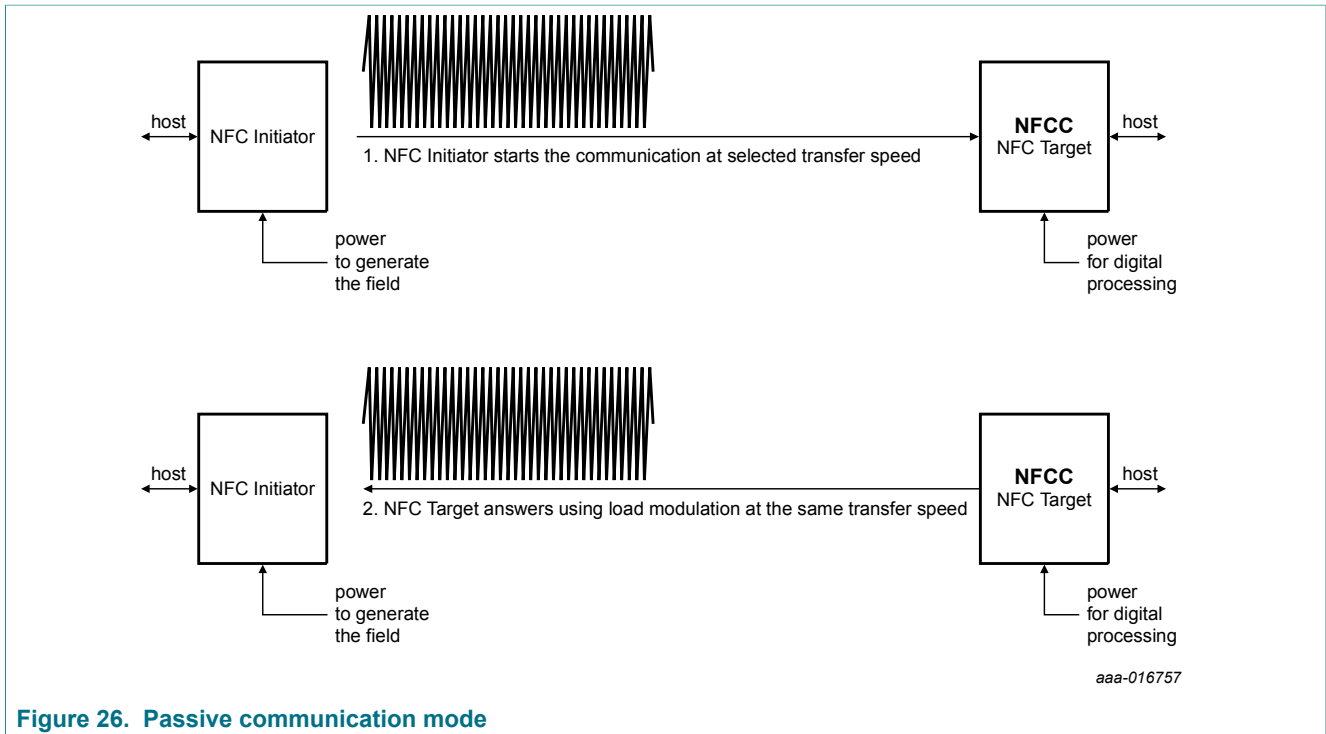 host
NFC Initiator
1. NFC Initiator starts the communication at selected transfer speed
NFCC
NFC Target
host
power
to generate
the field
power
for digital
processing
host
NFC Initiator
2. NFC Target answers using load modulation at the same transfer speed
NFCC
NFC Target
host
power
to generate
the field
power
for digital
processing
aaa-016757
Figure 26. Passive communication mode